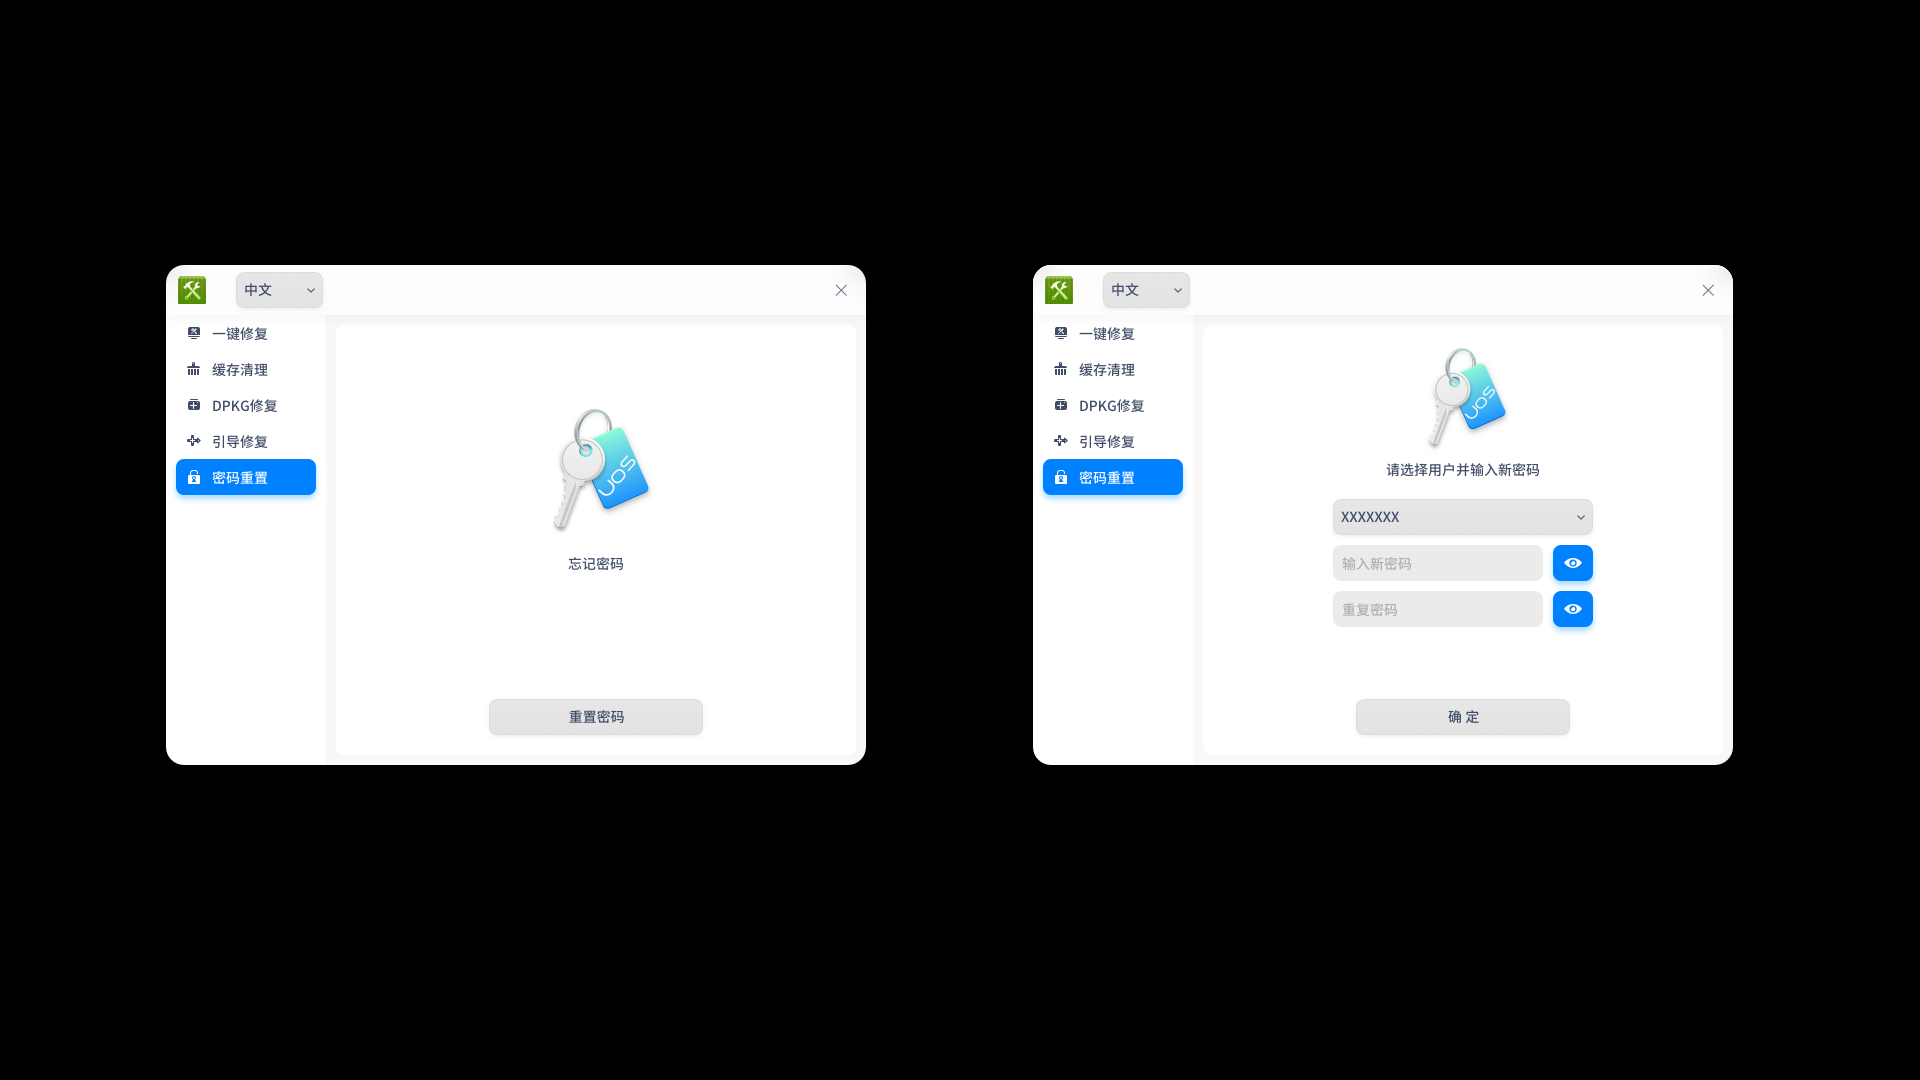 中文
一键修复
缓存清理
DPKG修复
引导修复
密码重置
UOS
忘记密码
重置密码
中文
一键修复
缓存清理
DPKG修复
引导修复
密码重置
UOS
请选择用户并输入新密码
XXXXXXX
输入新密码
重复密码
确 定